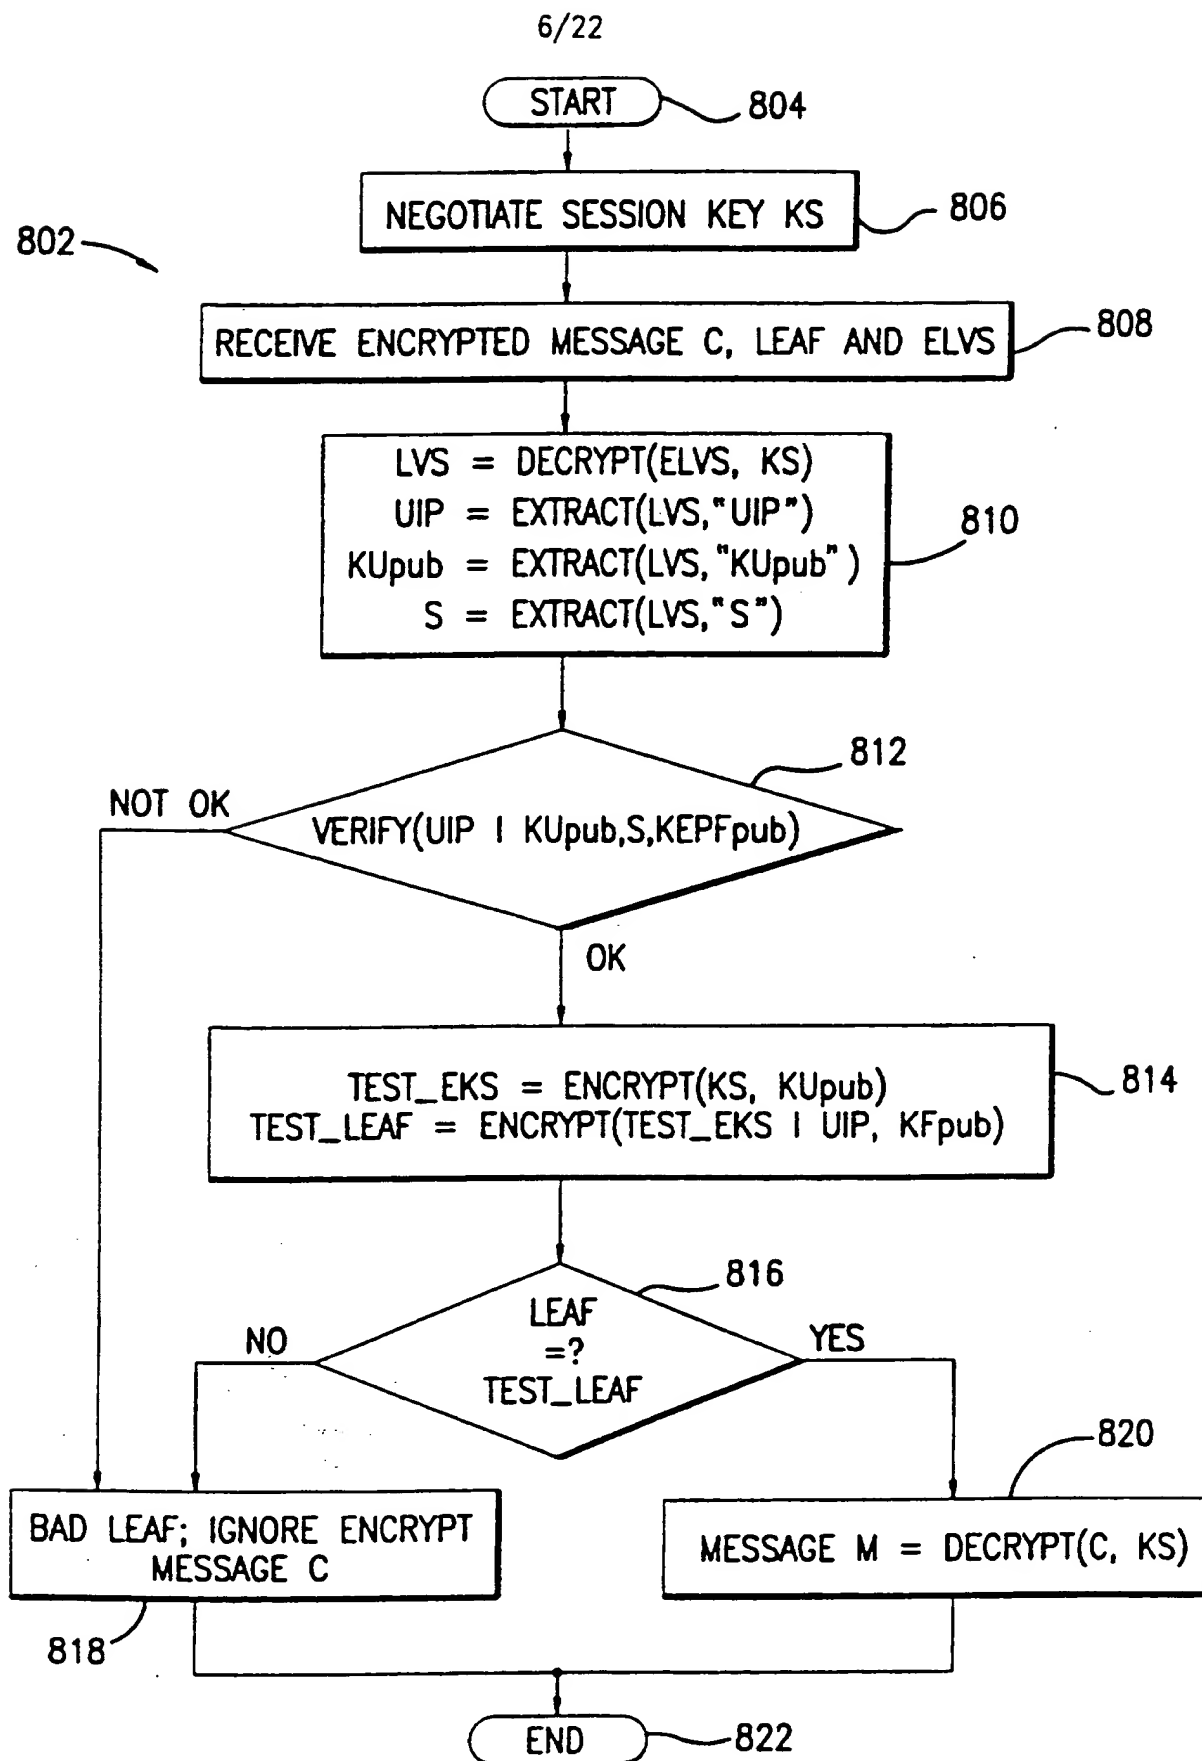 6/22
START
804
NEGOTIATE SESSION KEY KS
806
802
RECEIVE ENCRYPTED MESSAGE C, LEAF AND ELVS
808
LVS = DECRYPT(ELVS, KS)
UIP = EXTRACT(LVS,"UIP")
KUpub = EXTRACT(LVS,"KUpub")
S = EXTRACT(LVS,"S")
810
812
NOT OK
VERIFY(UIP | KUpub,S,KEPFpub)
OK
TEST_EKS = ENCRYPT(KS, KUpub)
TEST_LEAF = ENCRYPT(TEST_EKS | UIP, KFpub)
814
816
LEAF
=?
TEST_LEAF
NO
YES
820
BAD LEAF; IGNORE ENCRYPT
MESSAGE C
MESSAGE M = DECRYPT(C, KS)
818
END
822